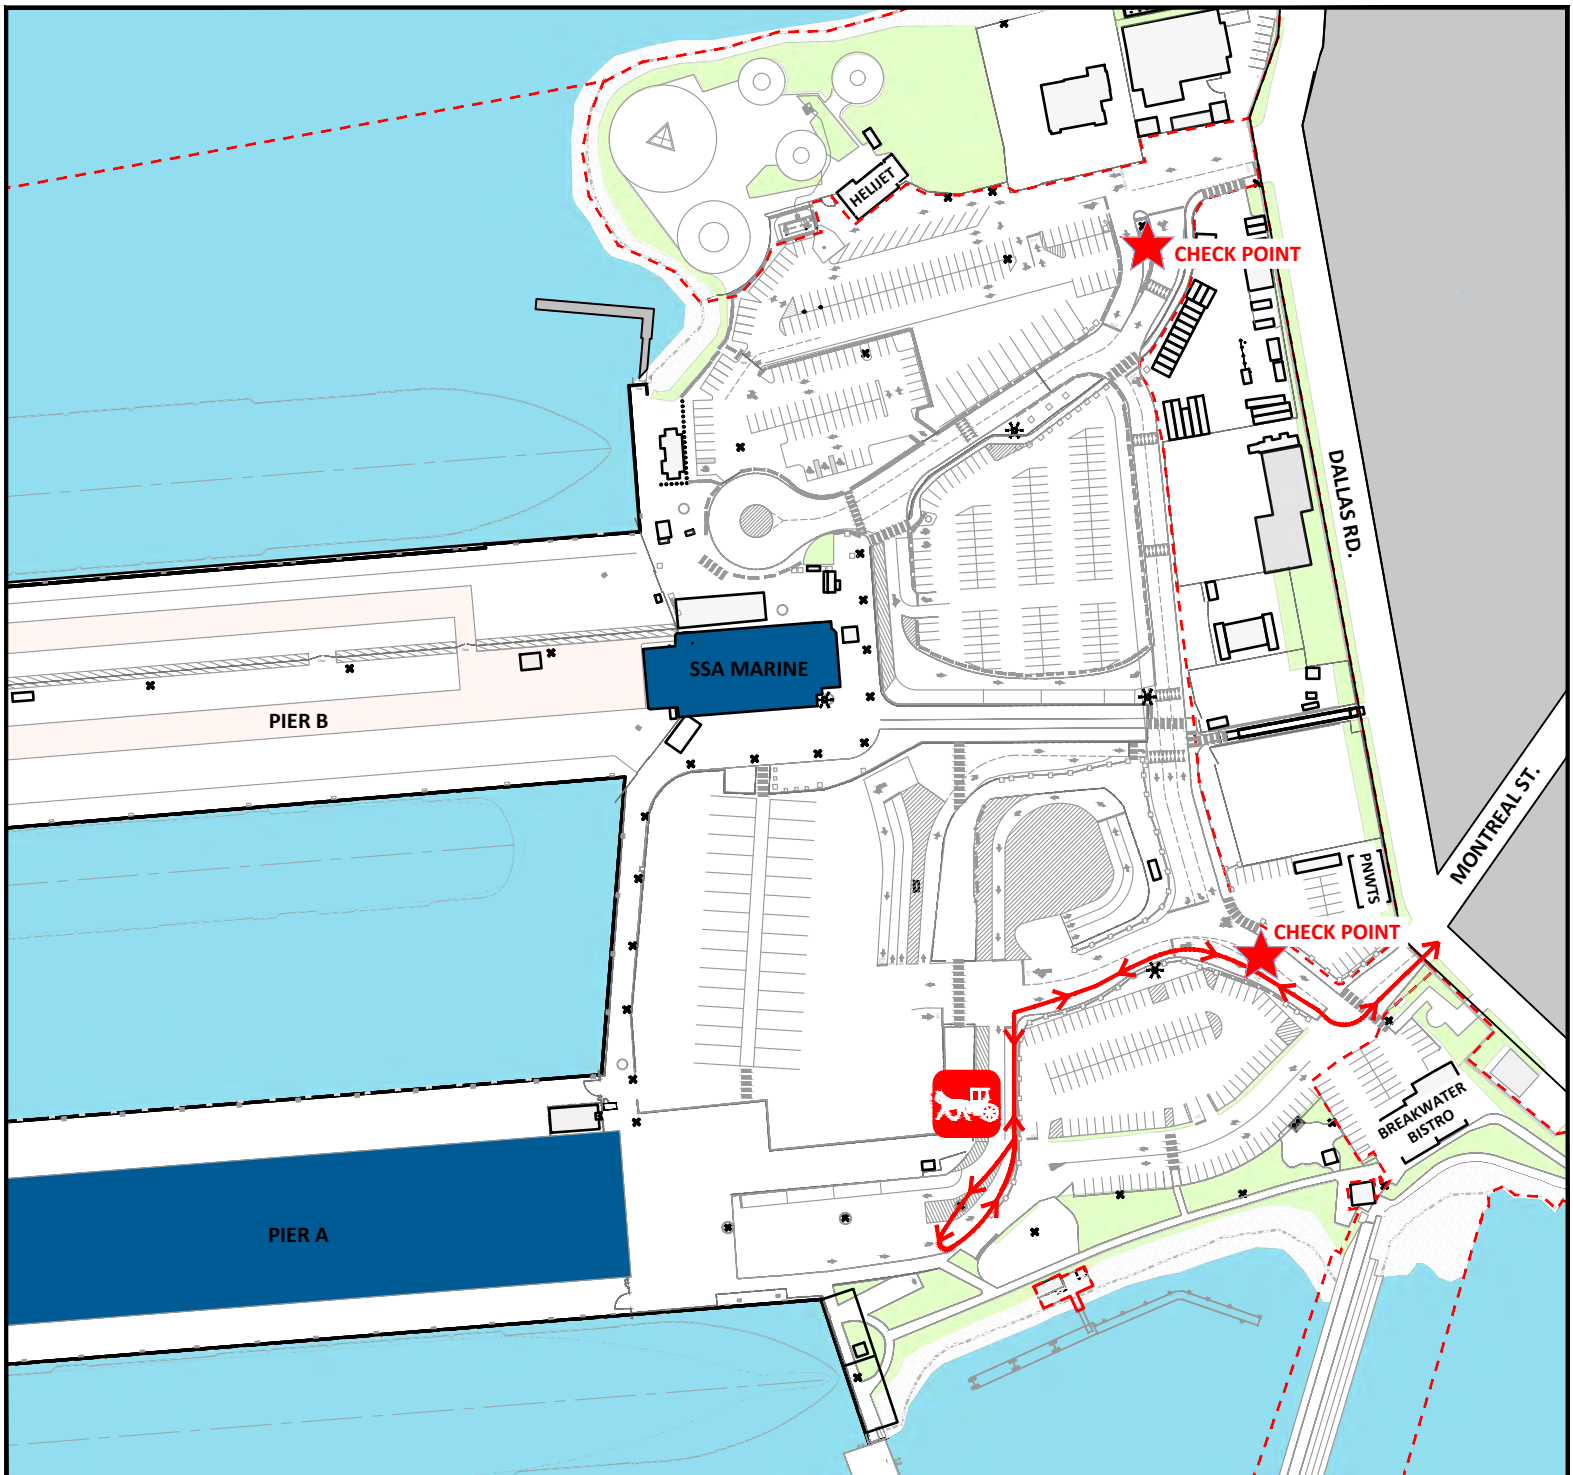 HELIJET
CHECK POINT
DALLAS RD.
SSA MARINE
PIER B
MONTREAL ST.
PNWTS
CHECK POINT
BREAKWATER
BISTRO
PIER A